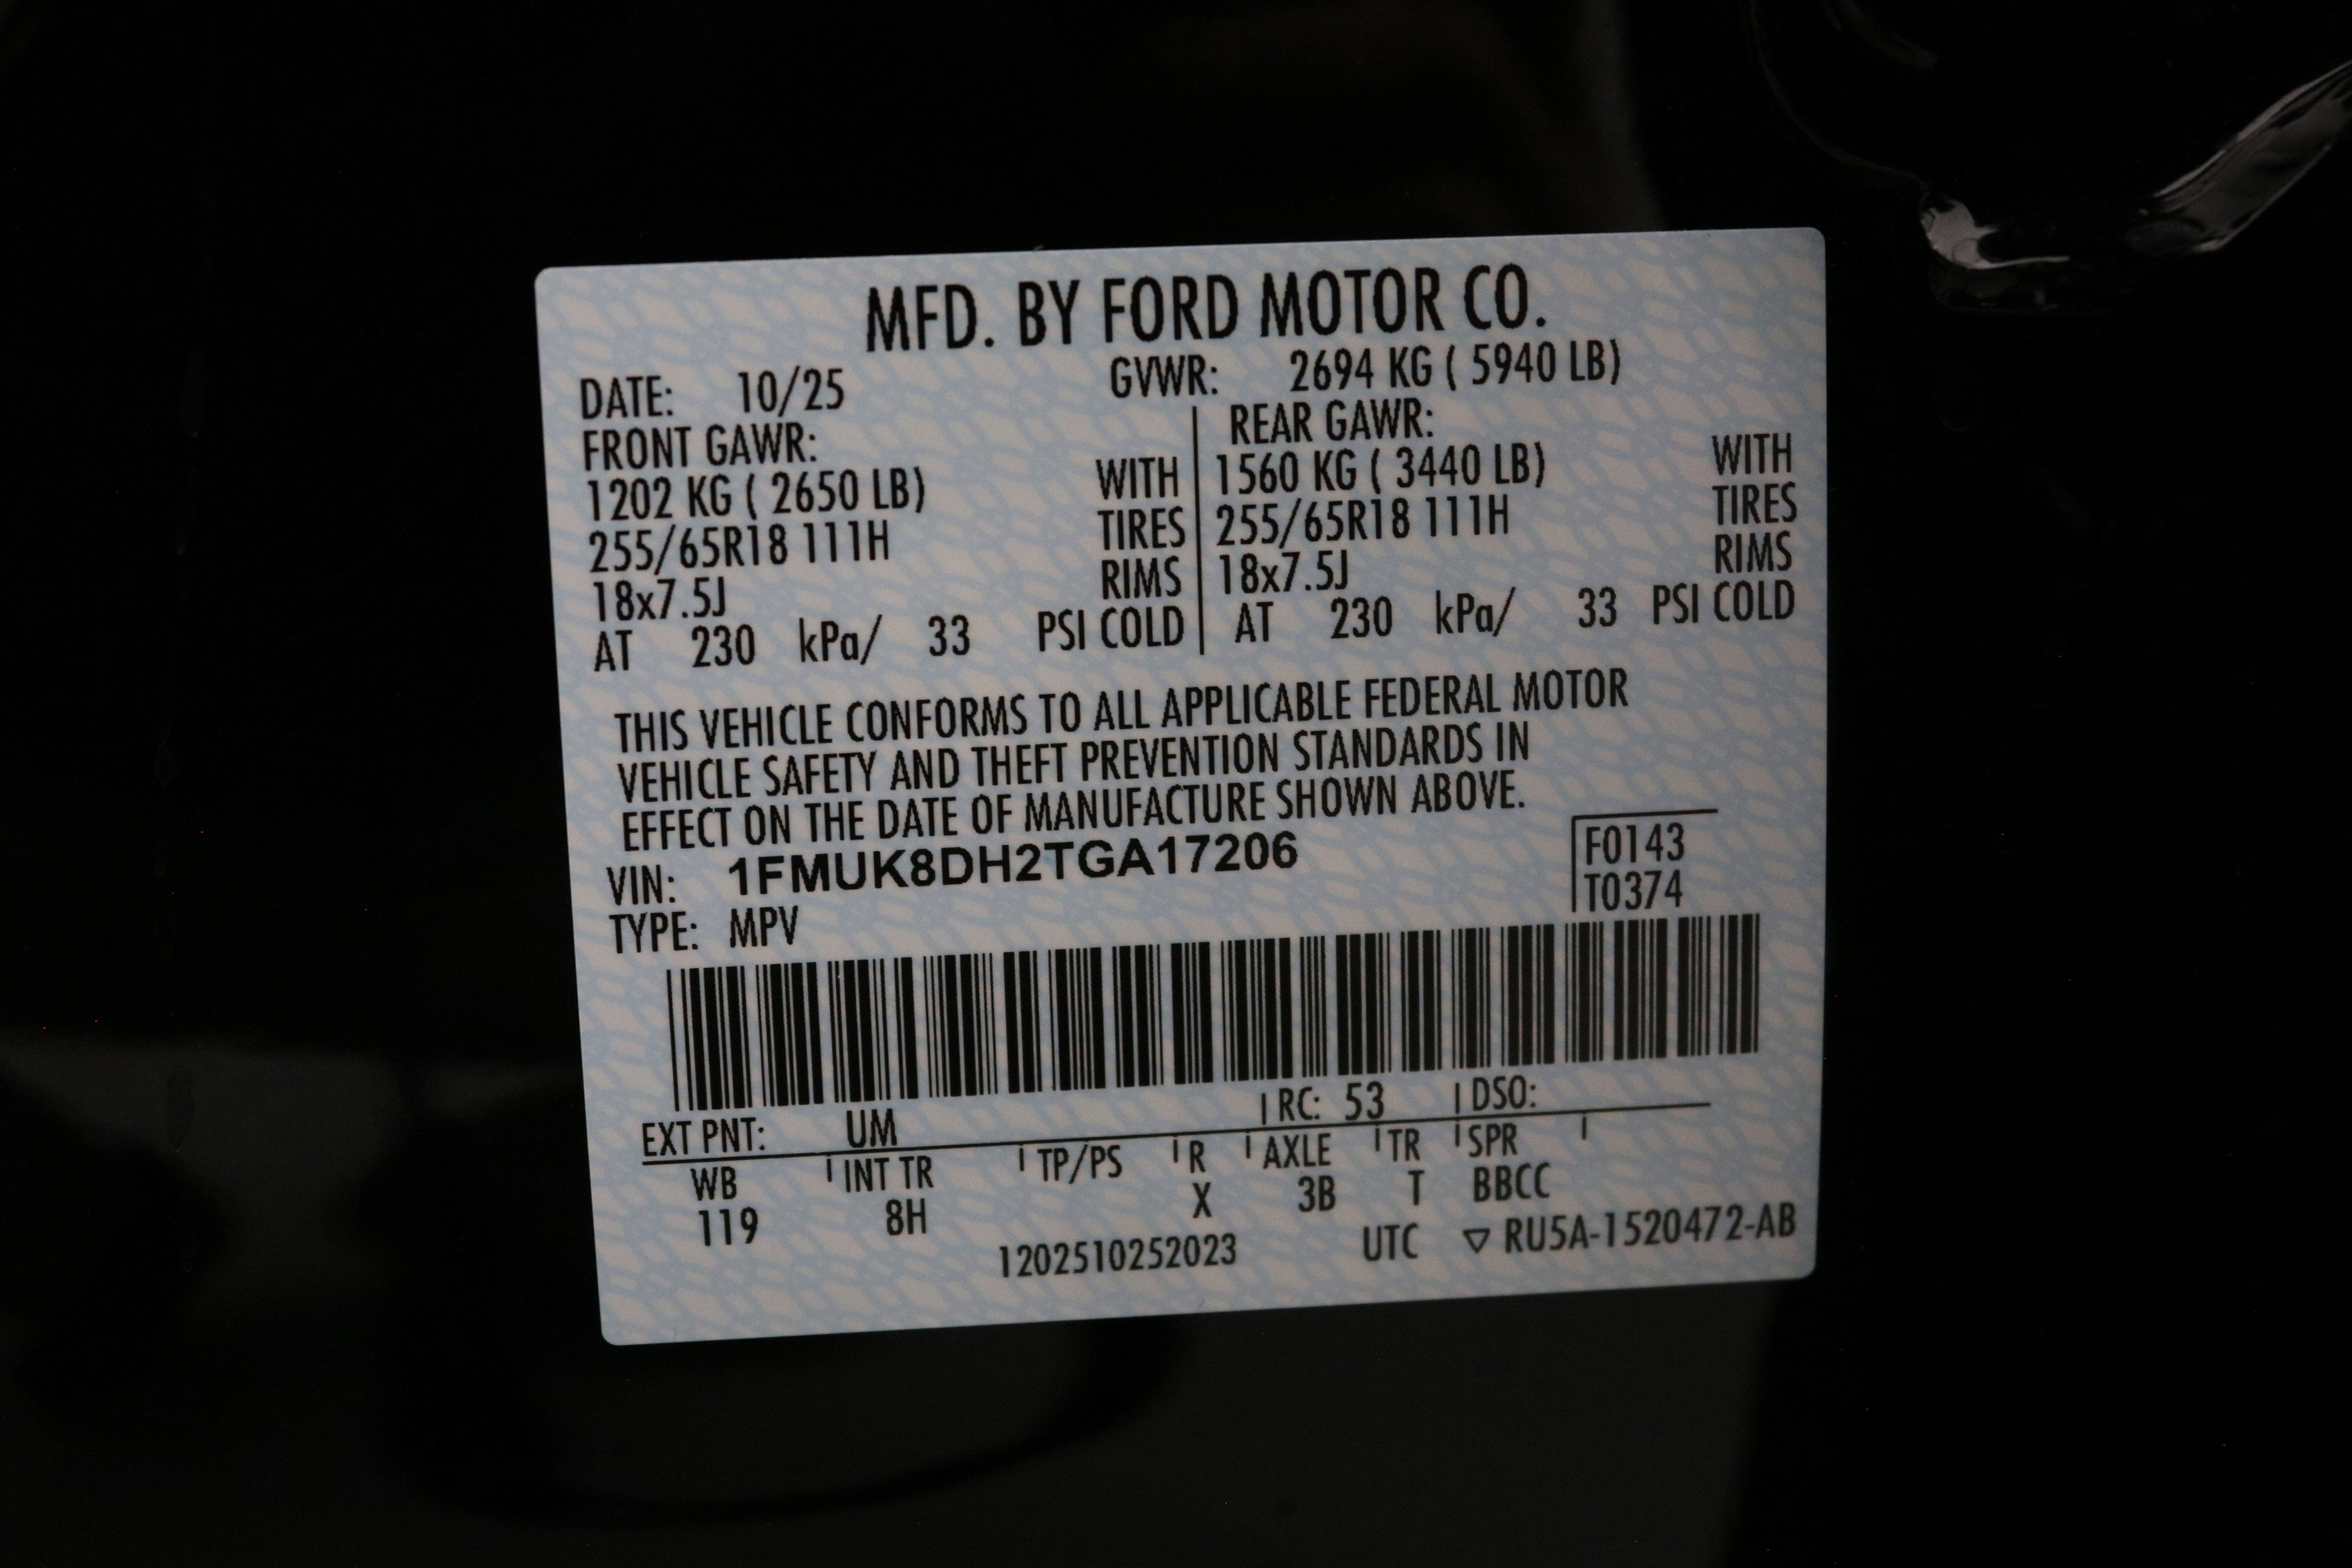 MFD. BY FORD MOTOR CO.
DATE: 10/25 GVWR: 2694 KG ( 5940 LB)
FRONT GAWR: REAR GAWR:
1202 KG ( 2650 LB) WITH 1560 KG ( 3440 LB) WITH
255/65R18 111H TIRES 255/65R18 111H TIRES
18x7.5J RIMS 18x7.5J RIMS
AT 230 kPa/ 33 PSI COLD AT 230 kPa/ 33 PSI COLD
THIS VEHICLE CONFORMS TO ALL APPLICABLE FEDERAL MOTOR
VEHICLE SAFETY AND THEFT PREVENTION STANDARDS IN
EFFECT ON THE DATE OF MANUFACTURE SHOWN ABOVE.
VIN: 1FMUK8DH2TGA17206 F0143
TYPE: MPV T0374
EXT PNT: UM RC: 53 DSO:
WB INT TR TP/PS R AXLE TR SPR
119 8H X 3B T BBCC
1202510252023 UTC ▽ RU5A-1520472-AB